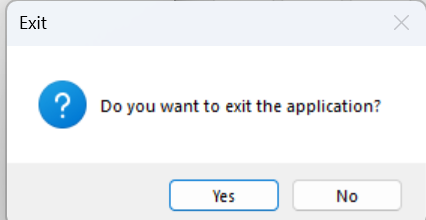 Exit
Do you want to exit the application?
Yes
No